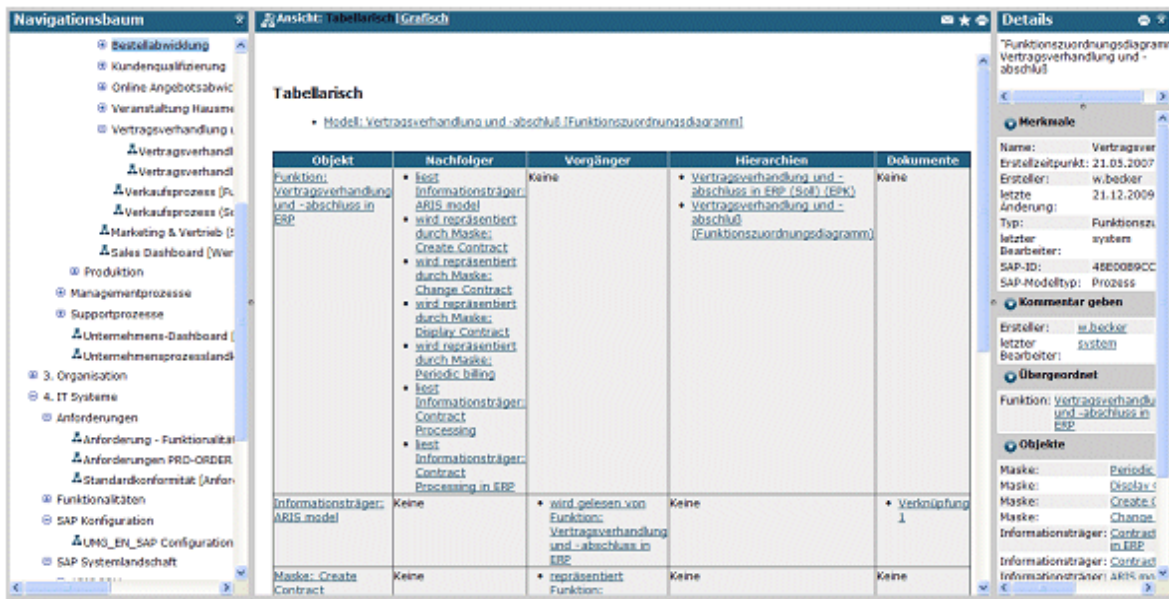 Navigationsbaum
Bestellabwicklung
Kundenqualifizierung
Online Angebotsabwic
Veranstaltung Hausme
Vertragsverhandlung u
Vertragsverhandl
Vertragsverhandl
Verkaufsprozess [Fu
Verkaufsprozess (So
Marketing & Vertrieb [S
Sales Dashboard [Wer
Produktion
Managementprozesse
Supportprozesse
Unternehmens-Dashboard [
Unternehmensprozesslandk
3. Organisation
4. IT Systeme
Anforderungen
Anforderung - Funktionalität
Anforderungen PRO-ORDER
Standardkonformität [Anfor
Funktionalitäten
SAP Konfiguration
UMG_EN_SAP Configuration
SAP Systemlandschaft
Ansicht: Tabellarisch|Grafisch
Tabellarisch
Modell: Vertragsverhandlung und -abschluß [Funktionszuordnungsdiagramm]
Objekt Nachfolger Vorgänger Hierarchien Dokumente
Funktion:
Vertragsverhandlung
und -abschluss in
ERP
liest
Informationsträger:
ARIS model
wird repräsentiert
durch Maske:
Create Contract
wird repräsentiert
durch Maske:
Change Contract
wird repräsentiert
durch Maske:
Display Contract
wird repräsentiert
durch Maske:
Periodic billing
liest
Informationsträger:
Contract
Processing
liest
Informationsträger:
Contract
Processing in ERP
Keine
Vertragsverhandlung und -
abschluss in ERP (Soll) (EPK)
Vertragsverhandlung und -
abschluß
(Funktionszuordnungsdiagramm)
Keine
Informationsträger:
ARIS model
Keine
wird gelesen von
Funktion:
Vertragsverhandlung
und -abschluss in
ERP
Keine
Verknüpfung
1
Maske: Create
Contract
Keine
repräsentiert
Funktion:
Keine
Keine
Details
"Funktionszuordnungsdiagramm
Vertragsverhandlung und -
abschluß
Merkmale
Name: Vertragsver
Erstellzeitpunkt: 21.05.2007
Ersteller: w.becker
letzte 21.12.2009
Änderung:
Typ: Funktionszu
letzter system
Bearbeiter:
SAP-ID: 46E0089CC
SAP-Modelltyp: Prozess
Kommentar geben
Ersteller: w.becker
letzter system
Bearbeiter:
Übergeordnet
Funktion: Vertragsverhandlu
und -abschluss in
ERP
Objekte
Maske: Periodic
Maske: Display
Maske: Create C
Maske: Change
Informationsträger: Contract
in ERP
Informationsträger: Contract
Informationsträger: ARIS mo